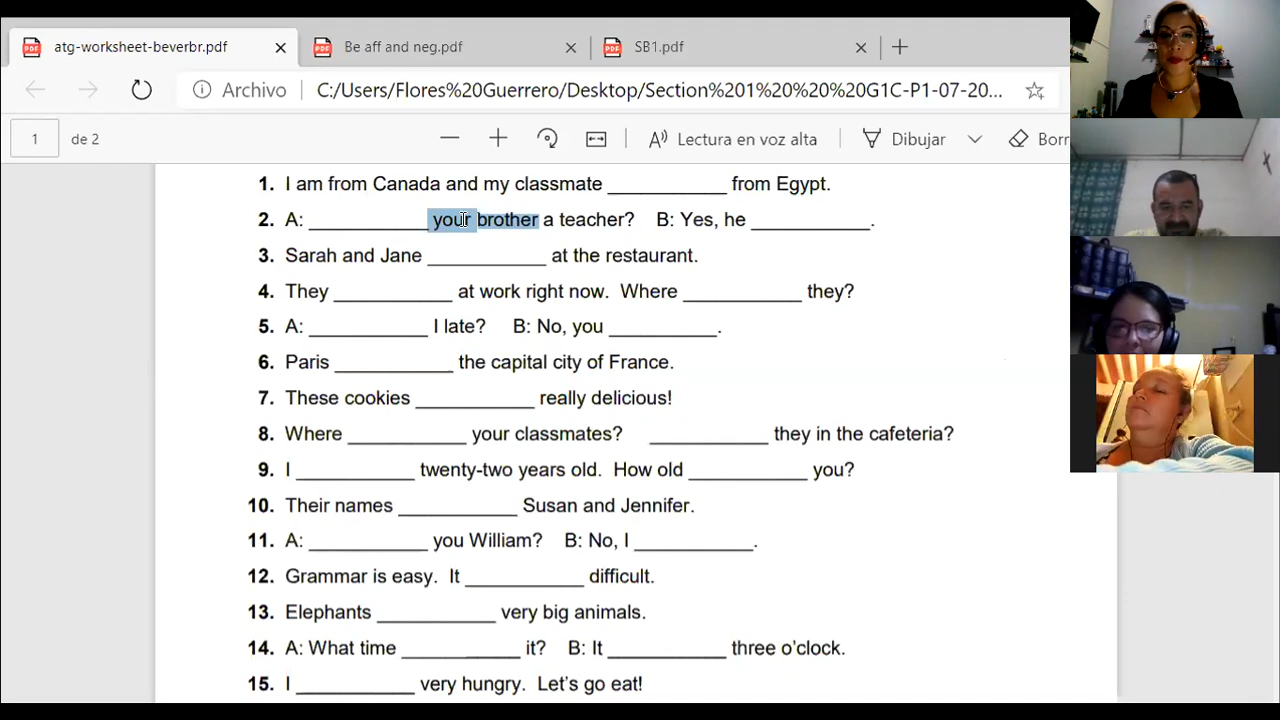 atg-worksheet-beverbr.pdf
Be aff and neg.pdf
SB1.pdf
Archivo
C:/Users/Flores%20Guerrero/Desktop/Section%201%20%20%20G1C-P1-07-20...
1
de 2
Lectura en voz alta
Dibujar
Borr
1. I am from Canada and my classmate ___________ from Egypt.
2. A: ___________ your brother a teacher? B: Yes, he ___________.
3. Sarah and Jane ___________ at the restaurant.
4. They ___________ at work right now. Where ___________ they?
5. A: ___________ I late? B: No, you __________.
6. Paris ___________ the capital city of France.
7. These cookies ___________ really delicious!
8. Where ___________ your classmates? ___________ they in the cafeteria?
9. I ___________ twenty-two years old. How old ___________ you?
10. Their names ___________ Susan and Jennifer.
11. A: ___________ you William? B: No, I ___________.
12. Grammar is easy. It ___________ difficult.
13. Elephants ___________ very big animals.
14. A: What time ___________ it? B: It ___________ three o'clock.
15. I ___________ very hungry. Let's go eat!